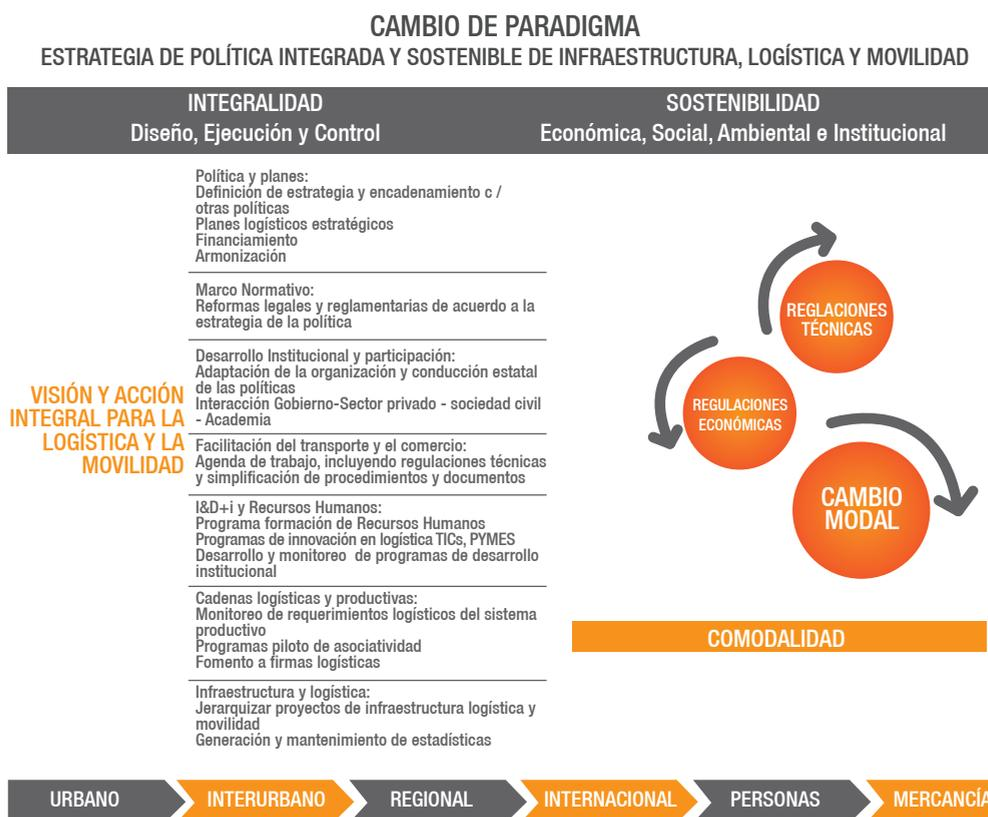 CAMBIO DE PARADIGMA
ESTRATEGIA DE POLÍTICA INTEGRADA Y SOSTENIBLE DE INFRAESTRUCTURA, LOGÍSTICA Y MOVILIDAD
INTEGRALIDAD
Diseño, Ejecución y Control
SOSTENIBILIDAD
Económica, Social, Ambiental e Institucional
VISIÓN Y ACCIÓN
INTEGRAL PARA LA
LOGÍSTICA Y LA
MOVILIDAD
Política y planes:
Definición de estrategia y encadenamiento c /
otras políticas
Planes logísticos estratégicos
Financiamiento
Armonización
Marco Normativo:
Reformas legales y reglamentarias de acuerdo a la
estrategia de la política
Desarrollo Institucional y participación:
Adaptación de la organización y conducción estatal
de las políticas
Interacción Gobierno-Sector privado - sociedad civil
- Academia
Facilitación del transporte y el comercio:
Agenda de trabajo, incluyendo regulaciones técnicas
y simplificación de procedimientos y documentos
I&D+i y Recursos Humanos:
Programa formación de Recursos Humanos
Programas de innovación en logística TICs, PYMES
Desarrollo y monitoreo de programas de desarrollo
institucional
Cadenas logísticas y productivas:
Monitoreo de requerimientos logísticos del sistema
productivo
Programas piloto de asociatividad
Fomento a firmas logísticas
Infraestructura y logística:
Jerarquizar proyectos de infraestructura logística y
movilidad
Generación y mantenimiento de estadísticas
REGLACIONES
TÉCNICAS
REGULACIONES
ECONÓMICAS
CAMBIO
MODAL
COMODALIDAD
URBANO
INTERURBANO
REGIONAL
INTERNACIONAL
PERSONAS
MERCANCÍA